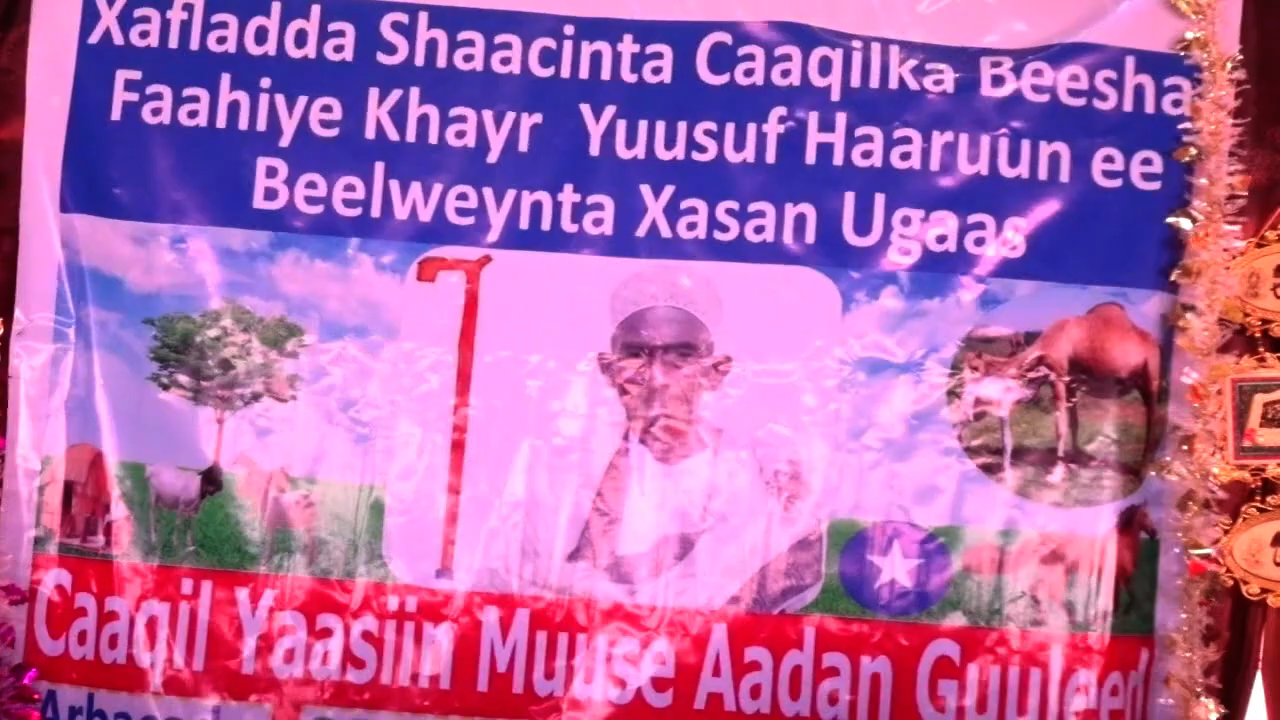 Xafladda Shaacinta Caaqilka Beesha
Faahiye Khayr Yuusuf Haaruun ee
Beelweynta Xasan Ugaas
Caaqil Yaasiin Muuse Aadan Guuleed